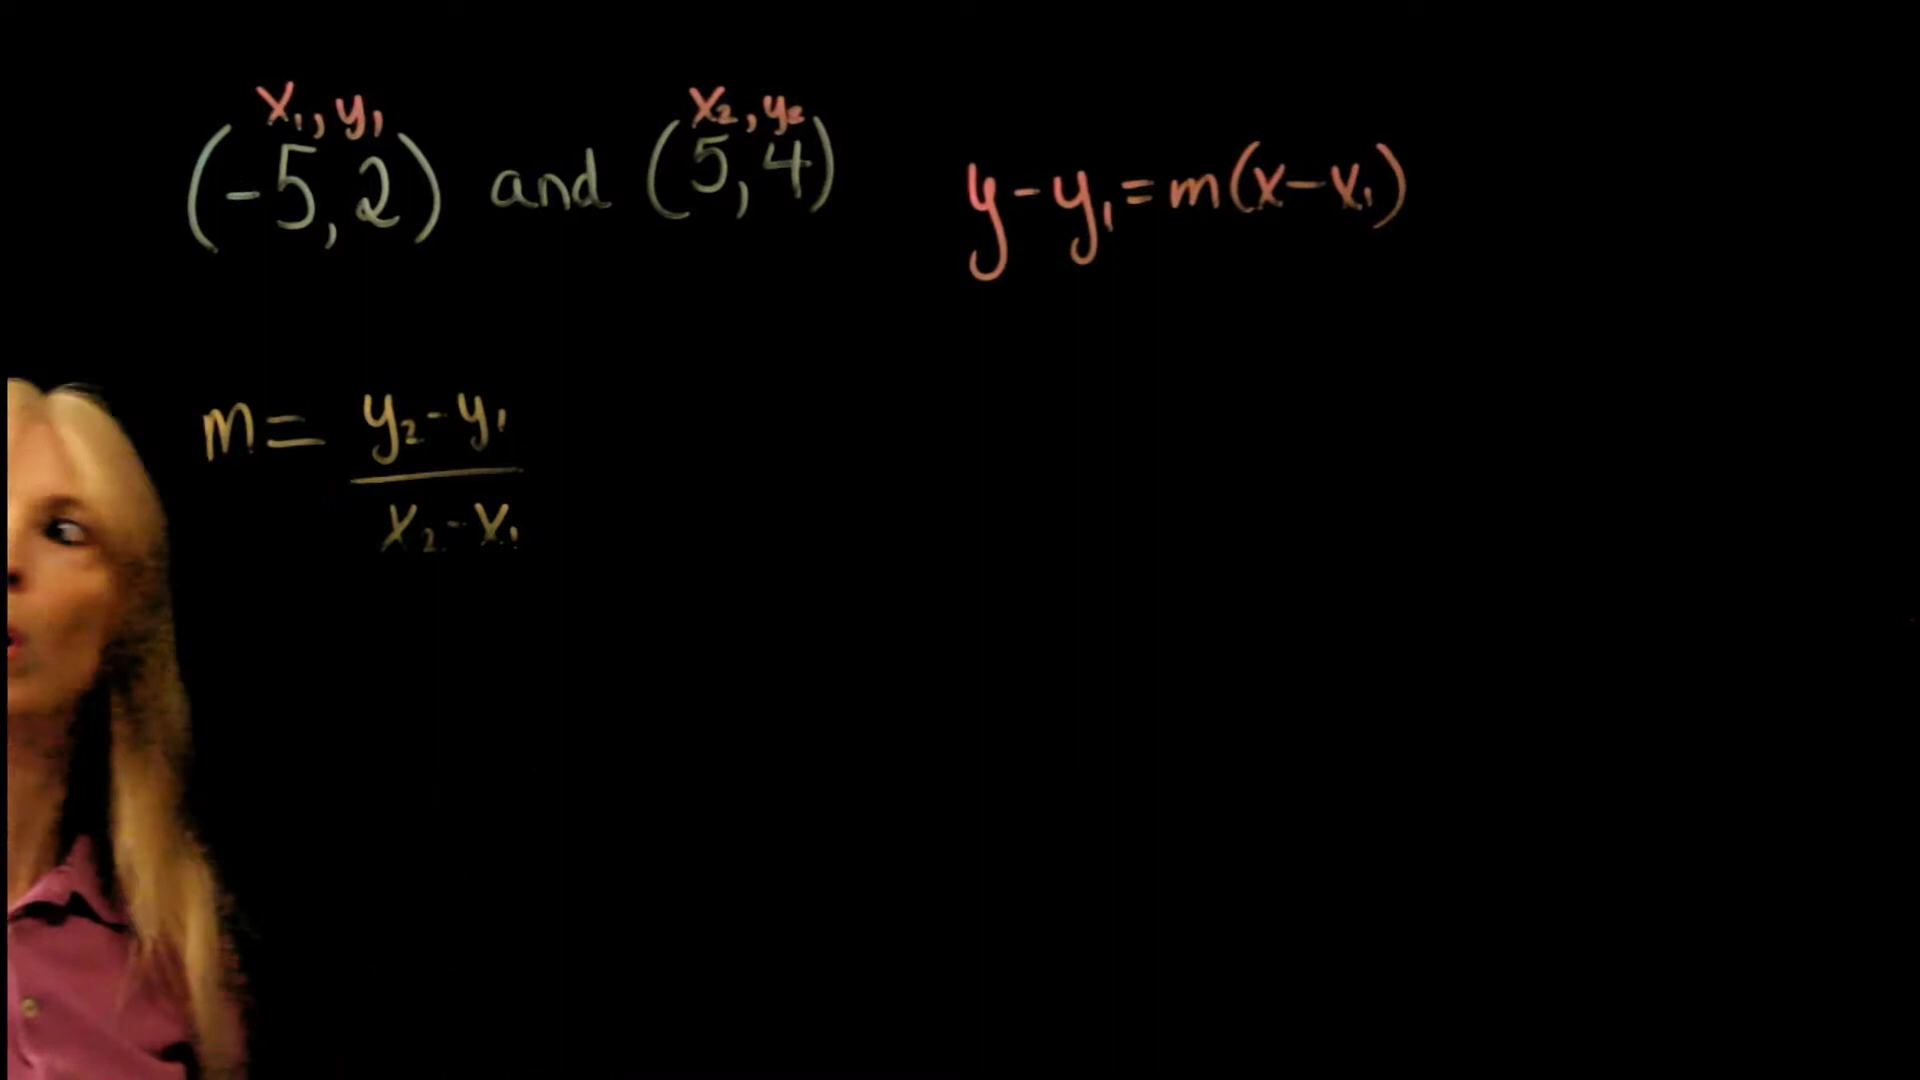 x₁, y₁ x₂, y₂
(-5, 2) and (5, 4) y - y₁ = m(x - x₁)
m = y₂ - y₁
x₂ - x₁